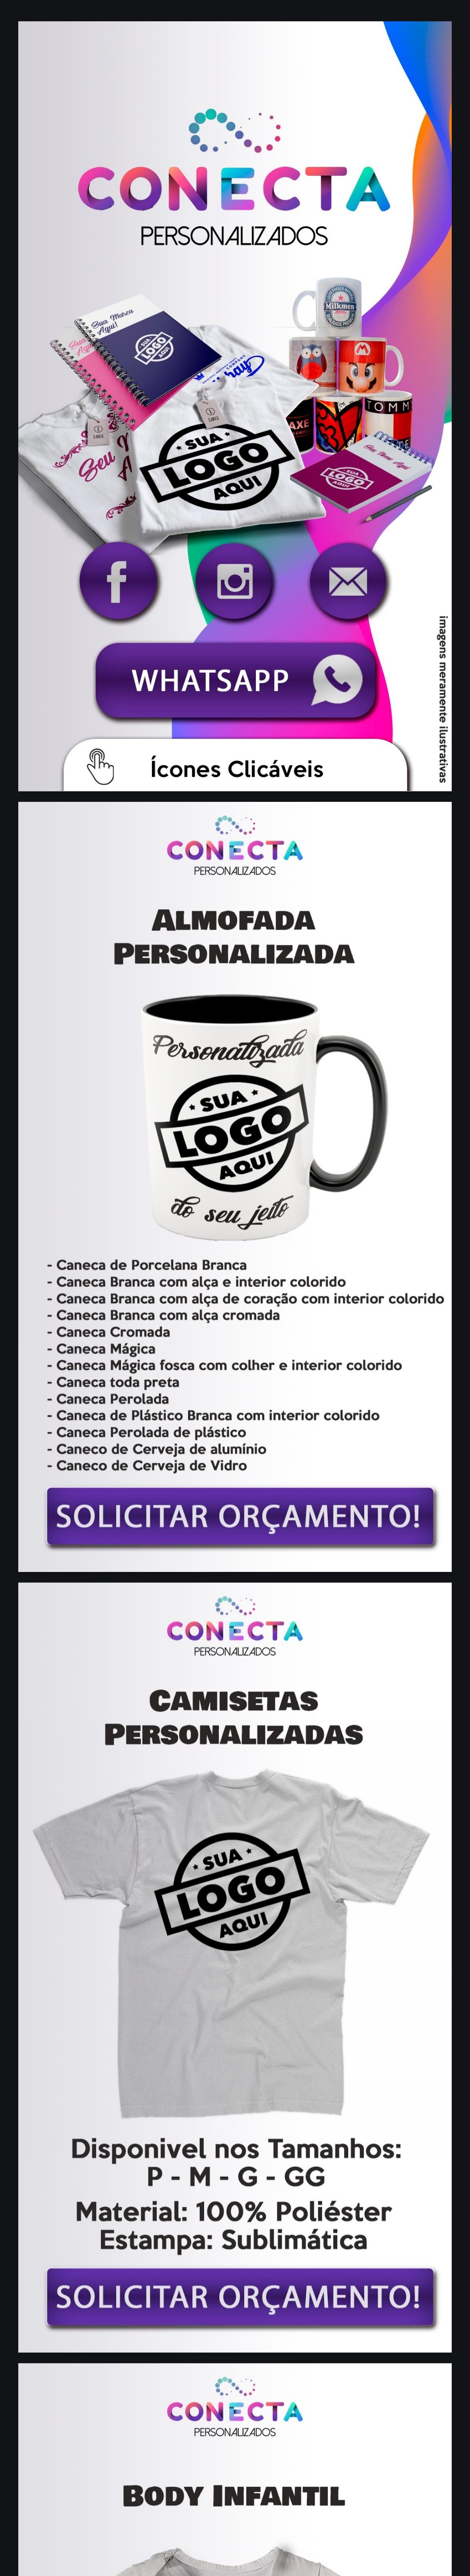 CONECTA
PERSONALIZADOS
Sua Marca
Aqui!
LOGO
AQUI
Milkmen
SUA
LOGO
AQUI
AXE
TOMM
LOGO
WHATSAPP
Ícones Clicáveis
imagens meramente ilustrativas
CONECTA
PERSONALIZADOS
ALMOFADA
PERSONALIZADA
Personalizada
SUA
LOGO
AQUI
do seu jeito
- Caneca de Porcelana Branca
- Caneca Branca com alça e interior colorido
- Caneca Branca com alça de coração com interior colorido
- Caneca Branca com alça cromada
- Caneca Cromada
- Caneca Mágica
- Caneca Mágica fosca com colher e interior colorido
- Caneca toda preta
- Caneca Perolada
- Caneca de Plástico Branca com interior colorido
- Caneca Perolada de plástico
- Caneco de Cerveja de alumínio
- Caneco de Cerveja de Vidro
SOLICITAR ORÇAMENTO!
CONECTA
PERSONALIZADOS
CAMISETAS
PERSONALIZADAS
SUA
LOGO
AQUI
Disponivel nos Tamanhos:
P - M - G - GG
Material: 100% Poliéster
Estampa: Sublimática
SOLICITAR ORÇAMENTO!
CONECTA
PERSONALIZADOS
BODY INFANTIL